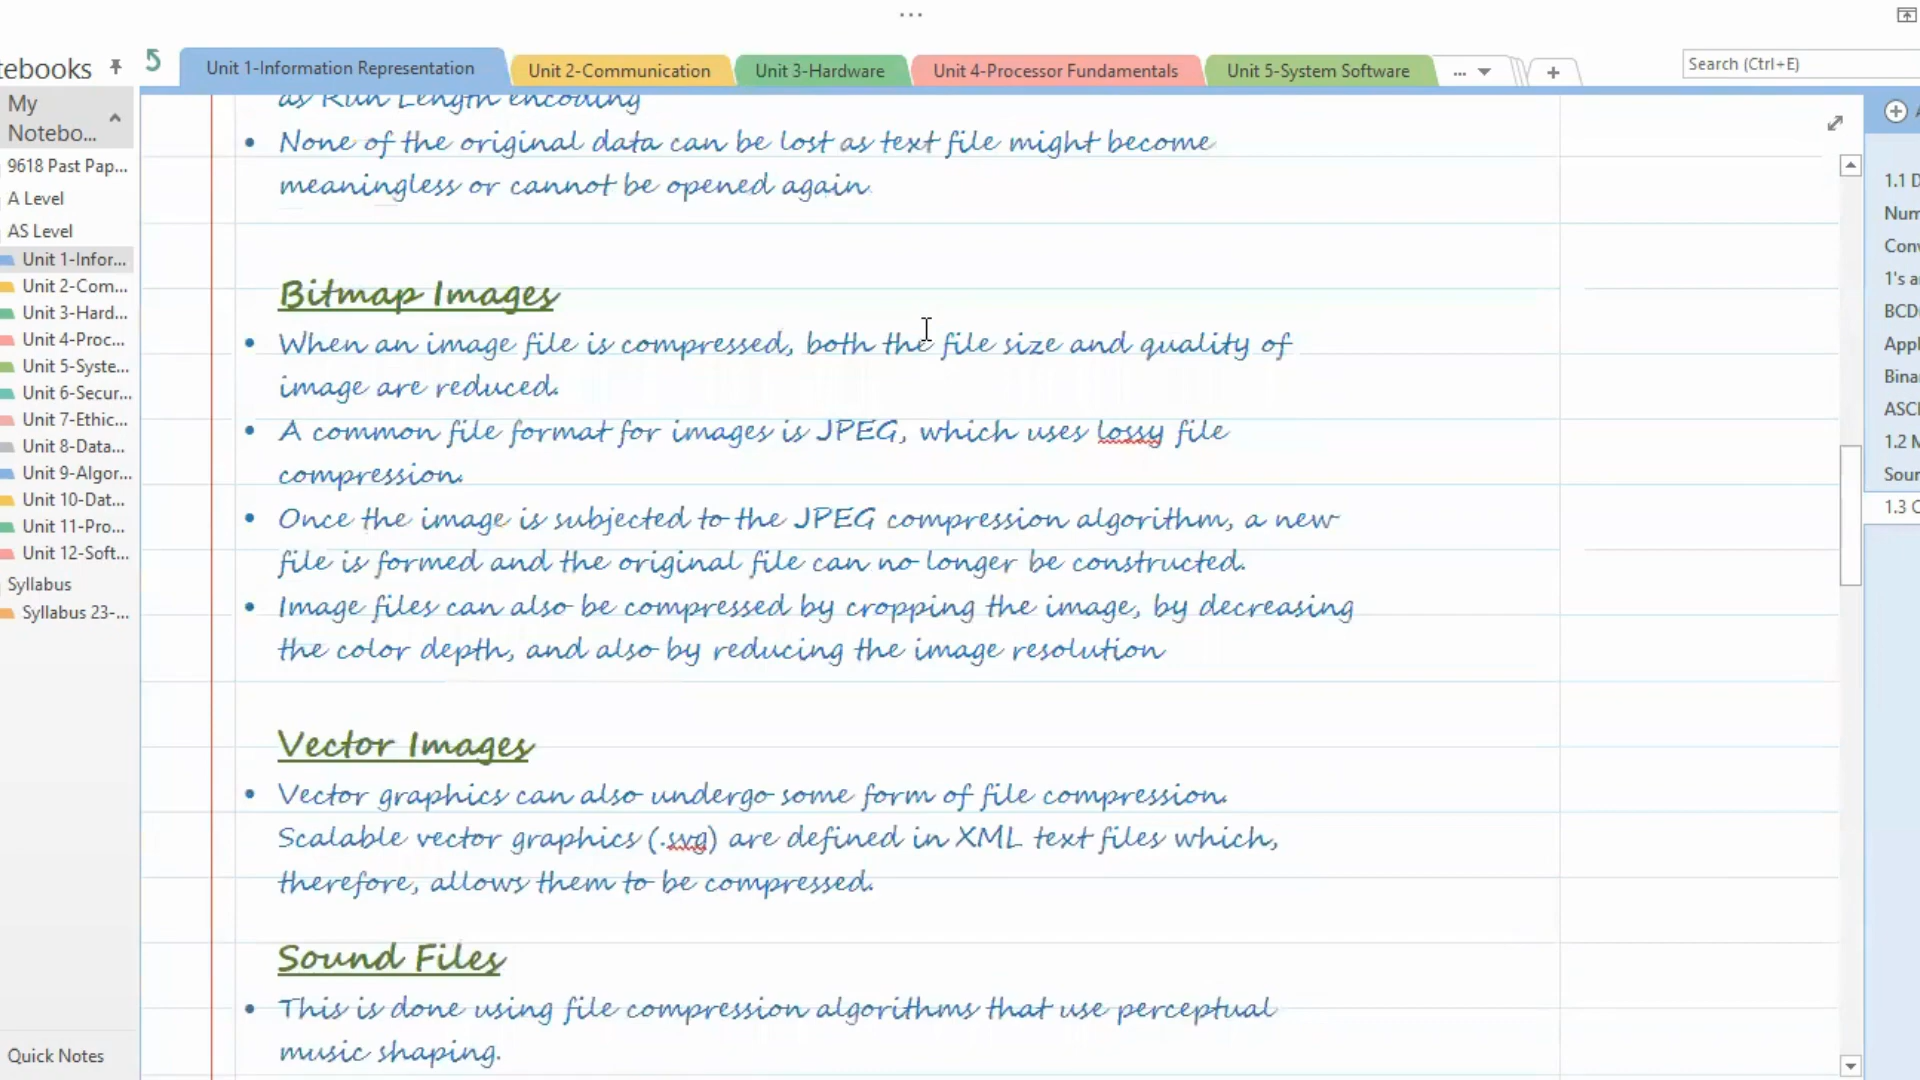 ...
tebooks
Unit 1-Information Representation
Unit 2-Communication
Unit 3-Hardware
Unit 4-Processor Fundamentals
Unit 5-System Software
...
Search (Ctrl+E)
My
Notebo...
9618 Past Pap...
A Level
AS Level
Unit 1-Infor...
Unit 2-Com...
Unit 3-Hard...
Unit 4-Proc...
Unit 5-Syste...
Unit 6-Secur...
Unit 7-Ethic...
Unit 8-Data...
Unit 9-Algor...
Unit 10-Dat...
Unit 11-Pro...
Unit 12-Soft...
Syllabus
Syllabus 23-...
Quick Notes
as Run Length encoding
• None of the original data can be lost as text file might become
meaningless or cannot be opened again.
Bitmap Images
• When an image file is compressed, both the file size and quality of
image are reduced.
• A common file format for images is JPEG, which uses lossy file
compression.
• Once the image is subjected to the JPEG compression algorithm, a new
file is formed and the original file can no longer be constructed.
• Image files can also be compressed by cropping the image, by decreasing
the color depth, and also by reducing the image resolution
Vector Images
• Vector graphics can also undergo some form of file compression.
Scalable vector graphics (.svg) are defined in XML text files which,
therefore, allows them to be compressed.
Sound Files
• This is done using file compression algorithms that use perceptual
music shaping.
1.1 D
Num
Conv
1's a
BCD
Appl
Bina
ASCI
1.2 M
Sour
1.3 C